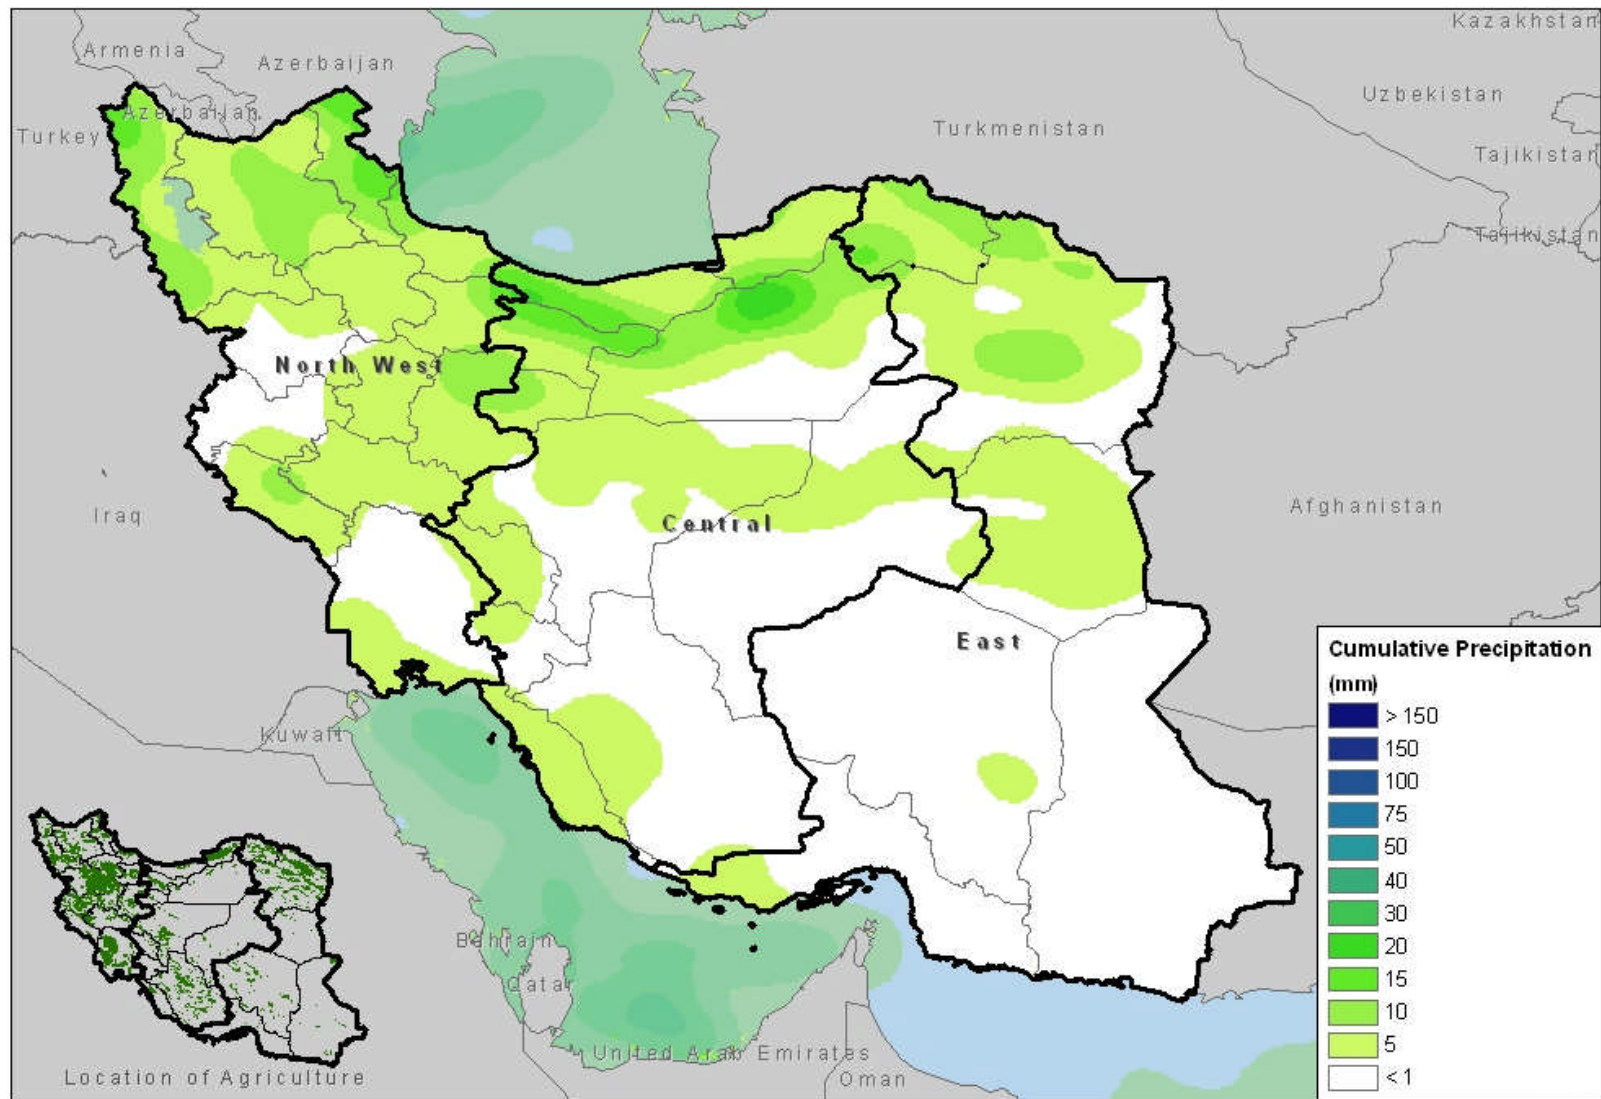 Kazakhstan
Armenia
Azerbaijan
Uzbekistan
Azerbaijan
Turkmenistan
Turkey
Tajikistan
Tajikistan
North West
Iraq
Central
Afghanistan
East
Kuwait
Bahrain
Qatar
United Arab Emirates
Oman
Location of Agriculture
Cumulative Precipitation
(mm)
> 150
150
100
75
50
40
30
20
15
10
5
< 1